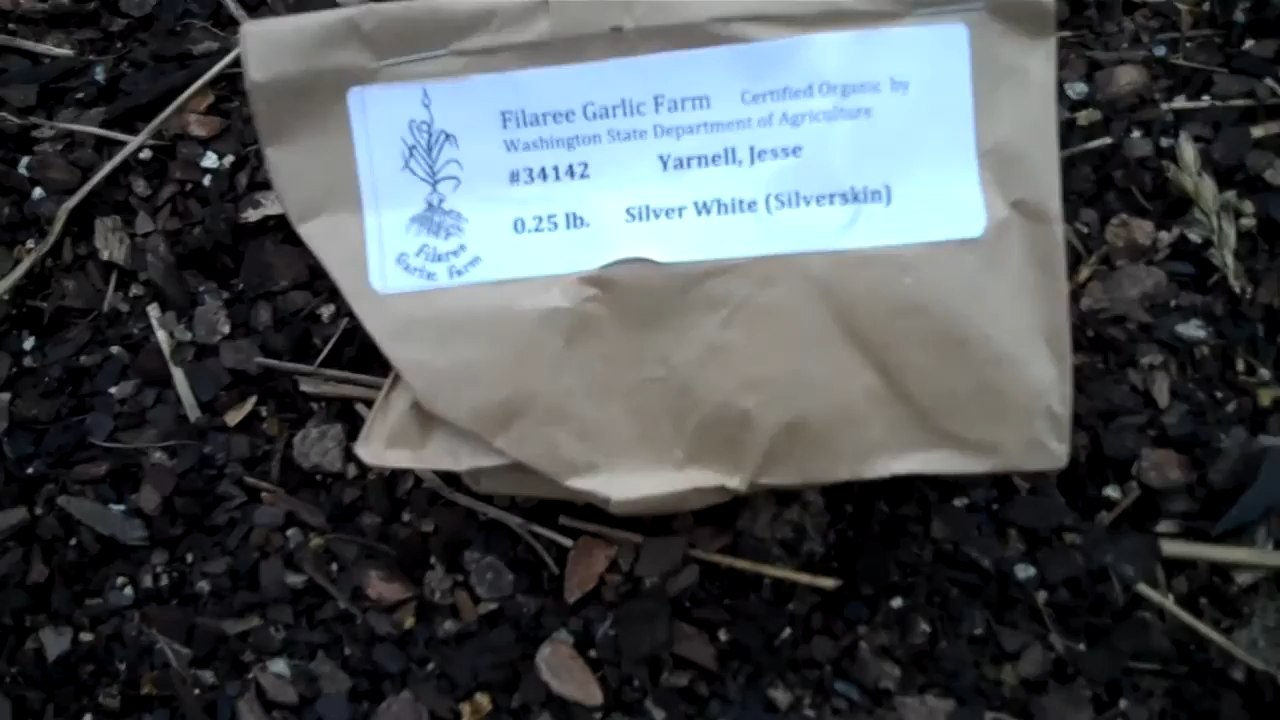 Filaree Garlic Farm Certified Organic by
Washington State Department of Agriculture
#34142 Yarnell, Jesse
0.25 lb. Silver White (Silverskin)
Filaree
Garlic Farm